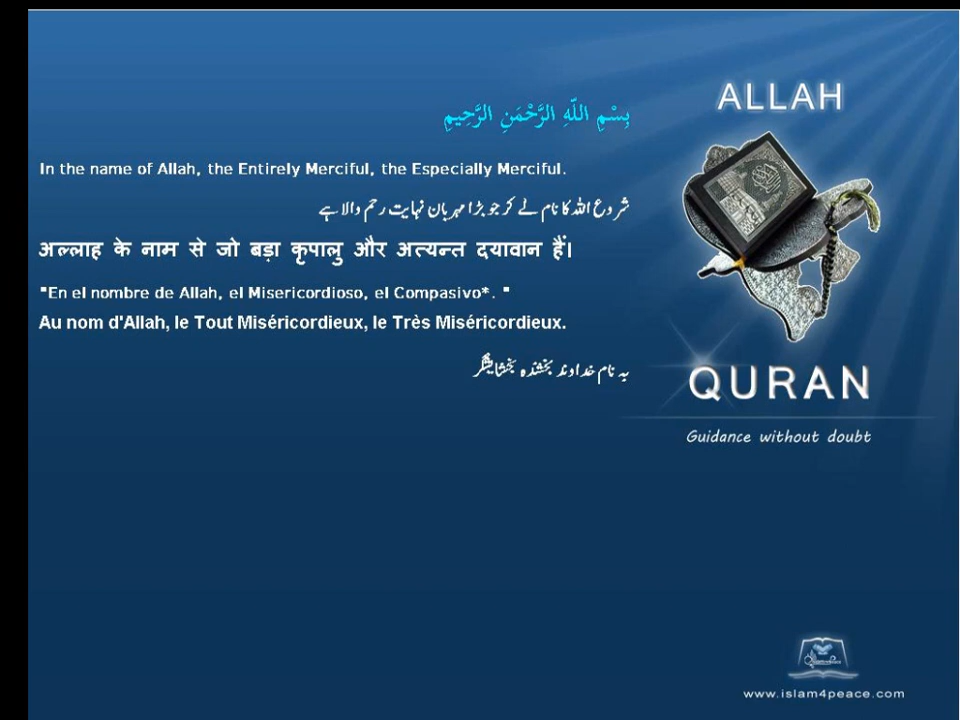 بِسْمِ اللّهِ الرَّحْمَنِ الرَّحِيمِ
In the name of Allah, the Entirely Merciful, the Especially Merciful.
شروع اللہ کا نام لے کر جو بڑا مہربان نہایت رحم والا ہے
अल्लाह के नाम से जो बड़ा कृपालु और अत्यन्त दयावान हैं।
"En el nombre de Allah, el Misericordioso, el Compasivo*. "
Au nom d'Allah, le Tout Miséricordieux, le Très Miséricordieux.
به نام خداوند بخشنده بخشایشگر
ALLAH
QURAN
Guidance without doubt
www.islam4peace.com